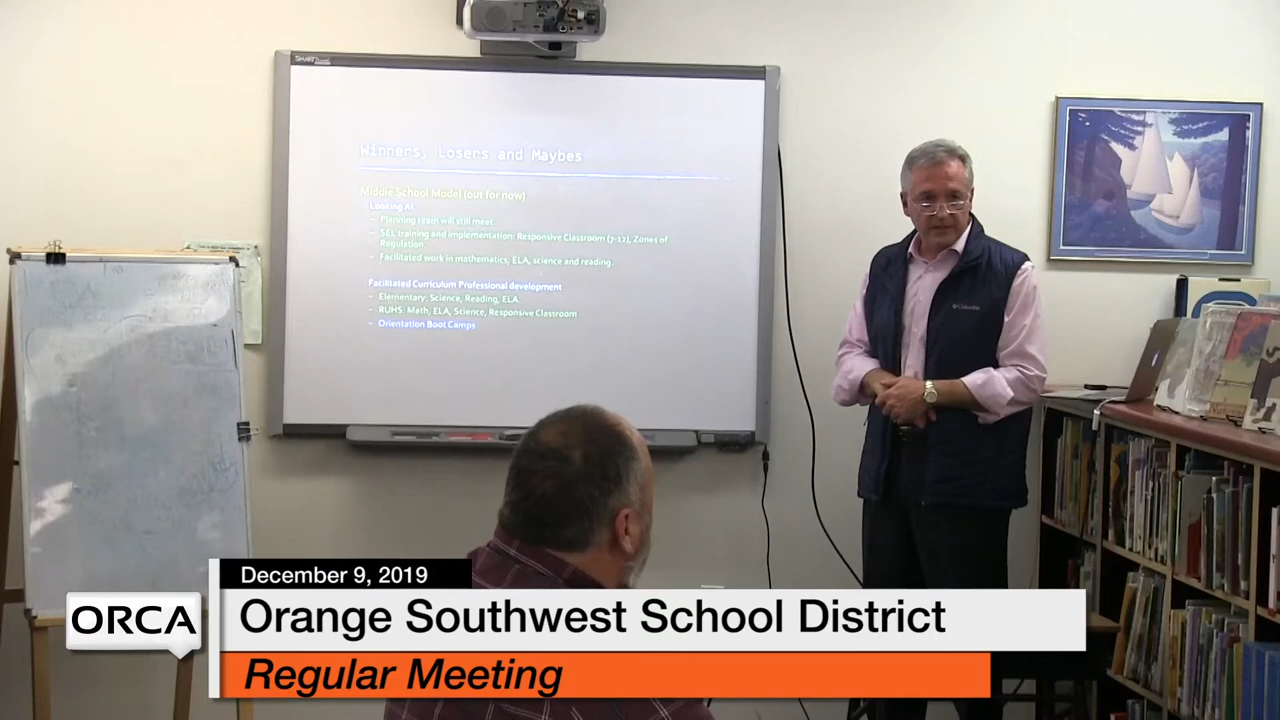 SMART
Winners, Losers and Maybes
Middle School Model (out for now)
Looking At:
– Planning team will still meet.
– SEL training and implementation: Responsive Classroom (7-12), Zones of
Regulation
– Facilitated work in mathematics, ELA, science and reading.
Facilitated Curriculum Professional development
– Elementary: Science, Reading, ELA.
– RUHS: Math, ELA, Science, Responsive Classroom
– Orientation Boot Camps
Columbia
December 9, 2019
ORCA
Orange Southwest School District
Regular Meeting